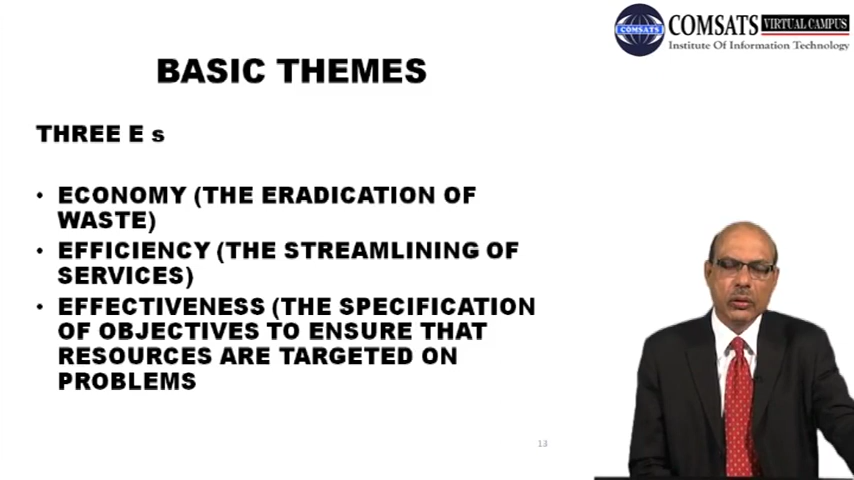 COMSATS
COMSATS VIRTUAL CAMPUS
Institute Of Information Technology
BASIC THEMES
THREE E s
• ECONOMY (THE ERADICATION OF
WASTE)
• EFFICIENCY (THE STREAMLINING OF
SERVICES)
• EFFECTIVENESS (THE SPECIFICATION
OF OBJECTIVES TO ENSURE THAT
RESOURCES ARE TARGETED ON
PROBLEMS
13